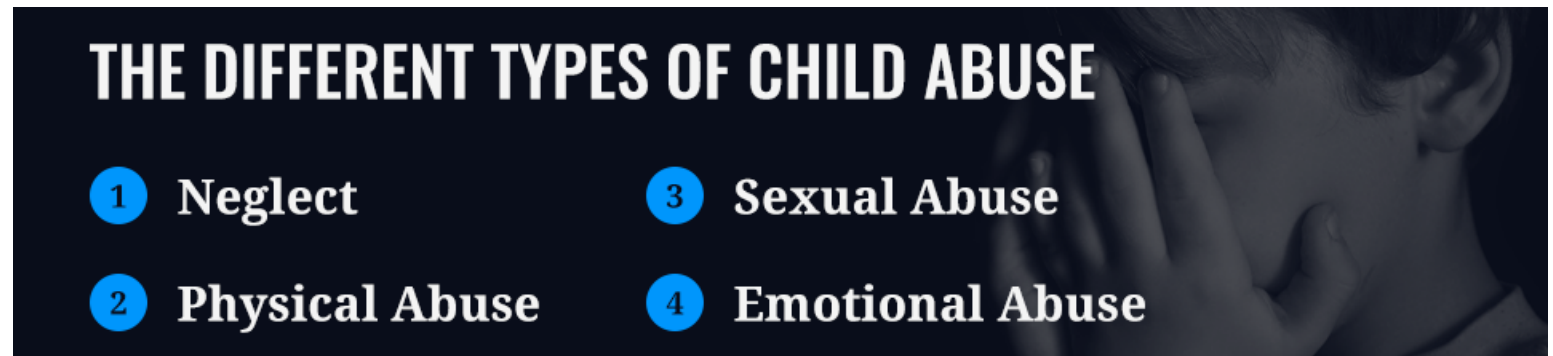 THE DIFFERENT TYPES OF CHILD ABUSE
1 Neglect
2 Physical Abuse
3 Sexual Abuse
4 Emotional Abuse